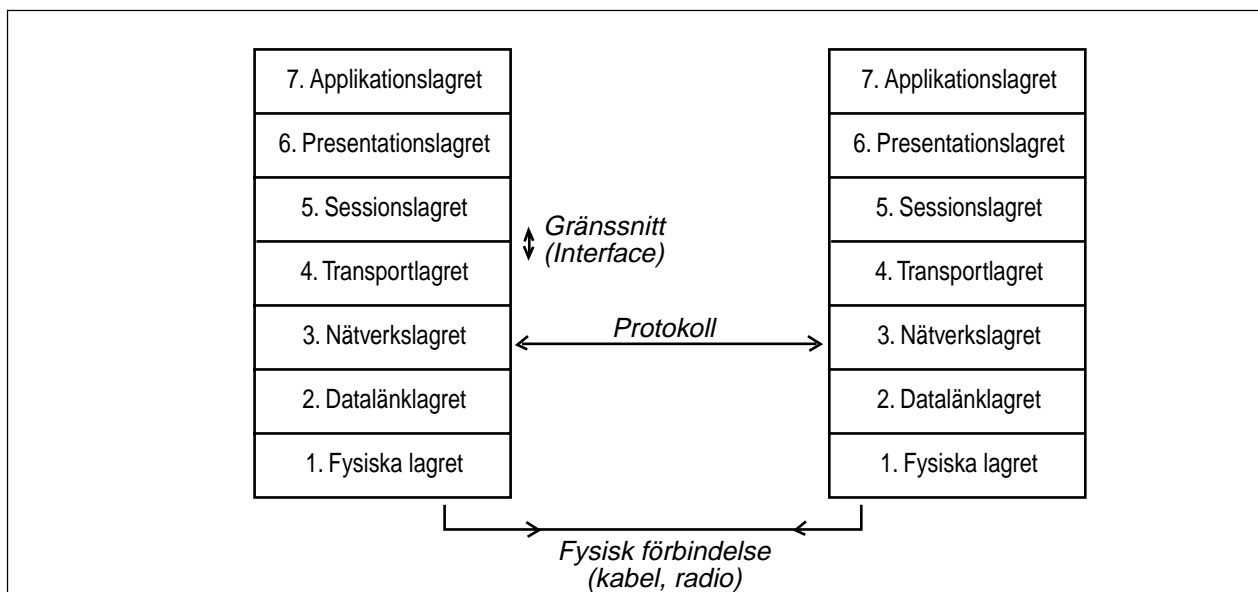 7. Applikationslagret
6. Presentationslagret
5. Sessionslagret
4. Transportlagret
3. Nätverkslagret
2. Datalänklagret
1. Fysiska lagret
Gränssnitt
(Interface)
Protokoll
7. Applikationslagret
6. Presentationslagret
5. Sessionslagret
4. Transportlagret
3. Nätverkslagret
2. Datalänklagret
1. Fysiska lagret
Fysisk förbindelse
(kabel, radio)